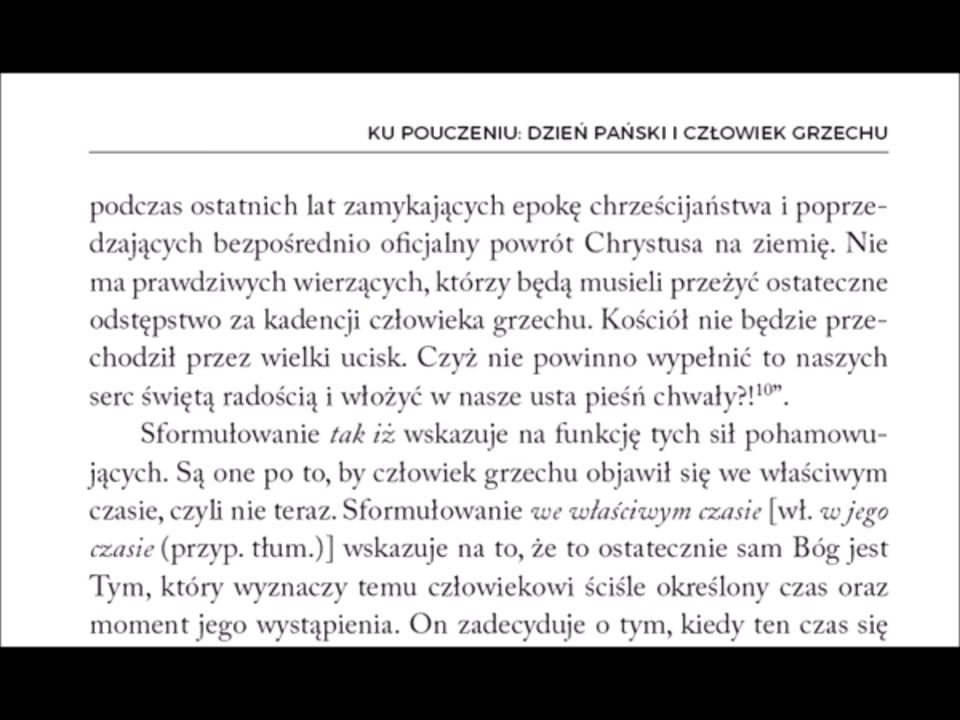 KU POUCZENIU: DZIEŃ PAŃSKI I CZŁOWIEK GRZECHU
podczas ostatnich lat zamykających epokę chrześcijaństwa i poprze-
dzających bezpośrednio oficjalny powrót Chrystusa na ziemię. Nie
ma prawdziwych wierzących, którzy będą musieli przeżyć ostateczne
odstępstwo za kadencji człowieka grzechu. Kościół nie będzie prze-
chodził przez wielki ucisk. Czyż nie powinno wypełnić to naszych
serc świętą radością i włożyć w nasze usta pieśń chwały?!¹⁰”.
Sformułowanie tak iż wskazuje na funkcję tych sił pohamowu-
jących. Są one po to, by człowiek grzechu objawił się we właściwym
czasie, czyli nie teraz. Sformułowanie we właściwym czasie [wł. w jego
czasie (przyp. tłum.)] wskazuje na to, że to ostatecznie sam Bóg jest
Tym, który wyznaczy temu człowiekowi ściśle określony czas oraz
moment jego wystąpienia. On zadecyduje o tym, kiedy ten czas się